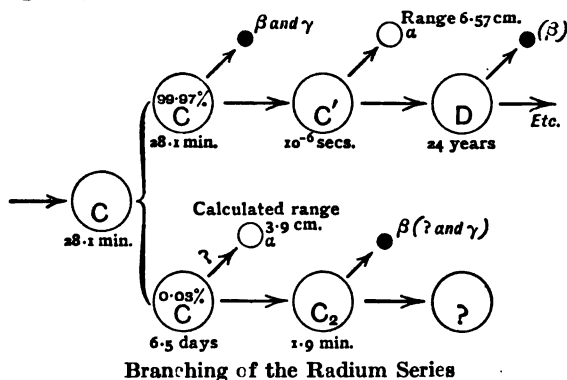 β and γ
Range 6·57 cm.
α
(β)
99·97%
C
C′
D
28·1 min.
10⁻⁶ secs.
24 years
Etc.
C
28·1 min.
Calculated range
3·9 cm.
α
?
β (? and γ)
0·03%
C
C₂
?
6·5 days
1·9 min.
Branching of the Radium Series